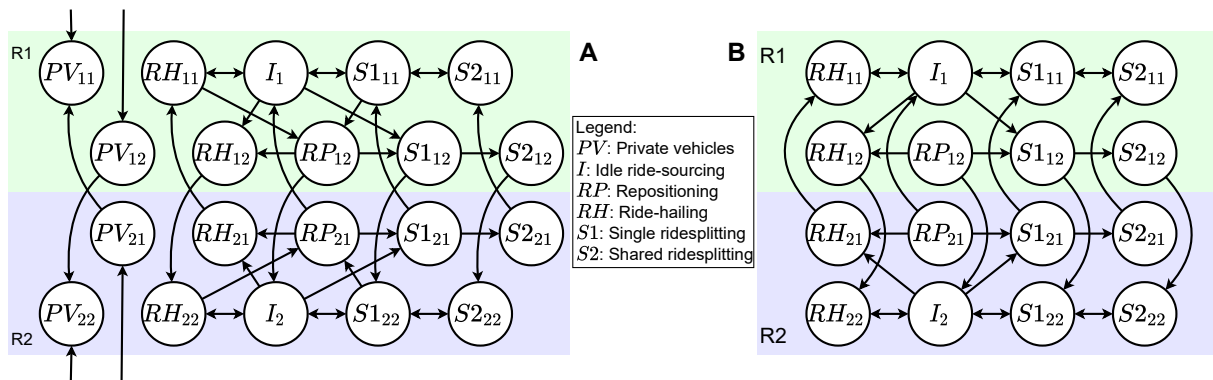 R1
PV₁₁ RH₁₁ I₁ S1₁₁ S2₁₁
PV₁₂ RH₁₂ RP₁₂ S1₁₂ S2₁₂
PV₂₁ RH₂₁ RP₂₁ S1₂₁ S2₂₁
PV₂₂ RH₂₂ I₂ S1₂₂ S2₂₂
R2
A
Legend:
PV: Private vehicles
I: Idle ride-sourcing
RP: Repositioning
RH: Ride-hailing
S1: Single ridesplitting
S2: Shared ridesplitting
B
R1
RH₁₁ I₁ S1₁₁ S2₁₁
RH₁₂ RP₁₂ S1₁₂ S2₁₂
RH₂₁ RP₂₁ S1₂₁ S2₂₁
RH₂₂ I₂ S1₂₂ S2₂₂
R2